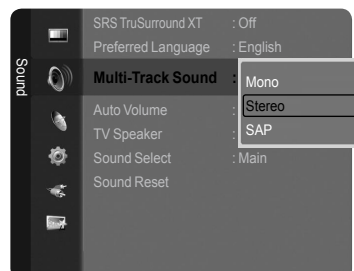 Sound
SRS TruSurround XT : Off
Preferred Language : English
Multi-Track Sound :
Mono
Stereo
SAP
Auto Volume :
TV Speaker :
Sound Select : Main
Sound Reset